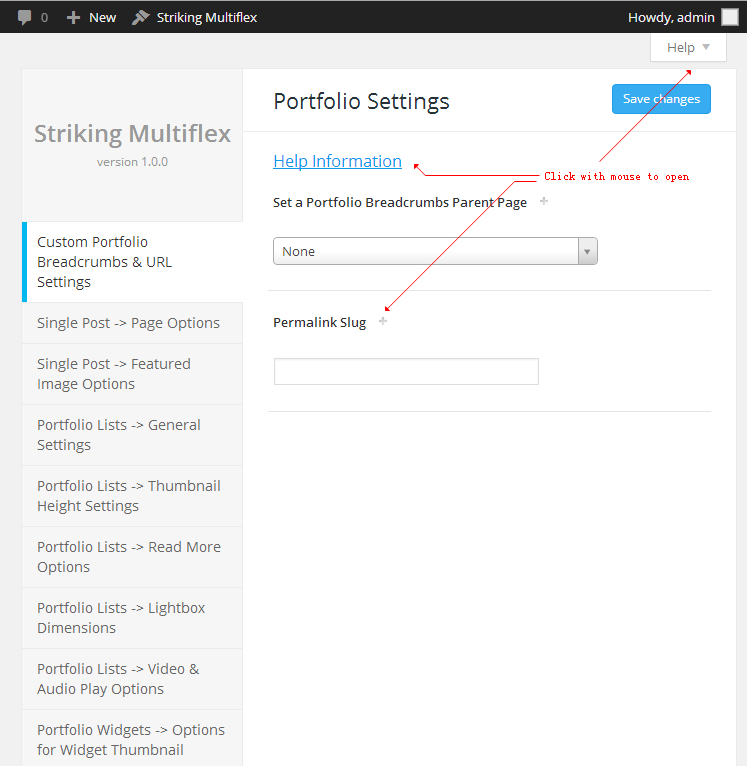 0 New Striking Multiflex Howdy, admin
Help
Striking Multiflex
version 1.0.0
Portfolio Settings
Save changes
Help Information
Click with mouse to open
Set a Portfolio Breadcrumbs Parent Page +
None
Permalink Slug +
Custom Portfolio
Breadcrumbs & URL
Settings
Single Post -> Page Options
Single Post -> Featured
Image Options
Portfolio Lists -> General
Settings
Portfolio Lists -> Thumbnail
Height Settings
Portfolio Lists -> Read More
Options
Portfolio Lists -> Lightbox
Dimensions
Portfolio Lists -> Video &
Audio Play Options
Portfolio Widgets -> Options
for Widget Thumbnail